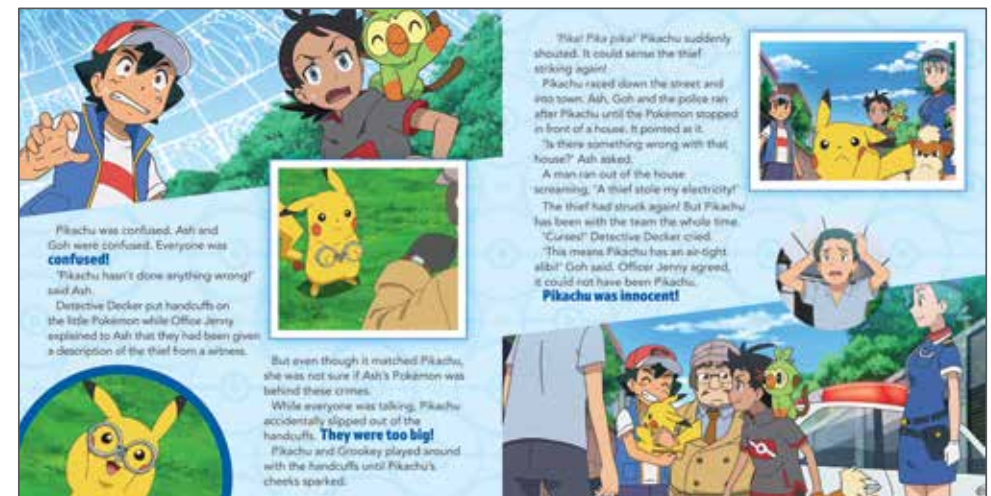 Pikachu was confused. Ash and
Goh were confused. Everyone was
confused!
'Pikachu hasn't done anything wrong!'
said Ash.
Detective Decker put handcuffs on
the little Pokémon while Office Jenny
explained to Ash that they had been given
a description of the thief from a witness.
But even though it matched Pikachu,
she was not sure if Ash's Pokémon was
behind these crimes.
While everyone was talking, Pikachu
accidentally slipped out of the
handcuffs. They were too big!
Pikachu and Grookey played around
with the handcuffs until Pikachu's
cheeks sparked.
'Pika! Pika pika!' Pikachu suddenly
shouted. It could sense the thief
striking again!
Pikachu raced down the street and
into town. Ash, Goh and the police ran
after Pikachu until the Pokémon stopped
in front of a house. It pointed at it.
'Is there something wrong with that
house?' Ash asked.
A man ran out of the house
screaming, 'A thief stole my electricity!'
The thief had struck again! But Pikachu
has been with the team the whole time.
'Curses!' Detective Decker cried.
'This means Pikachu has an air-tight
alibi!' Goh said. Officer Jenny agreed,
it could not have been Pikachu.
Pikachu was innocent!